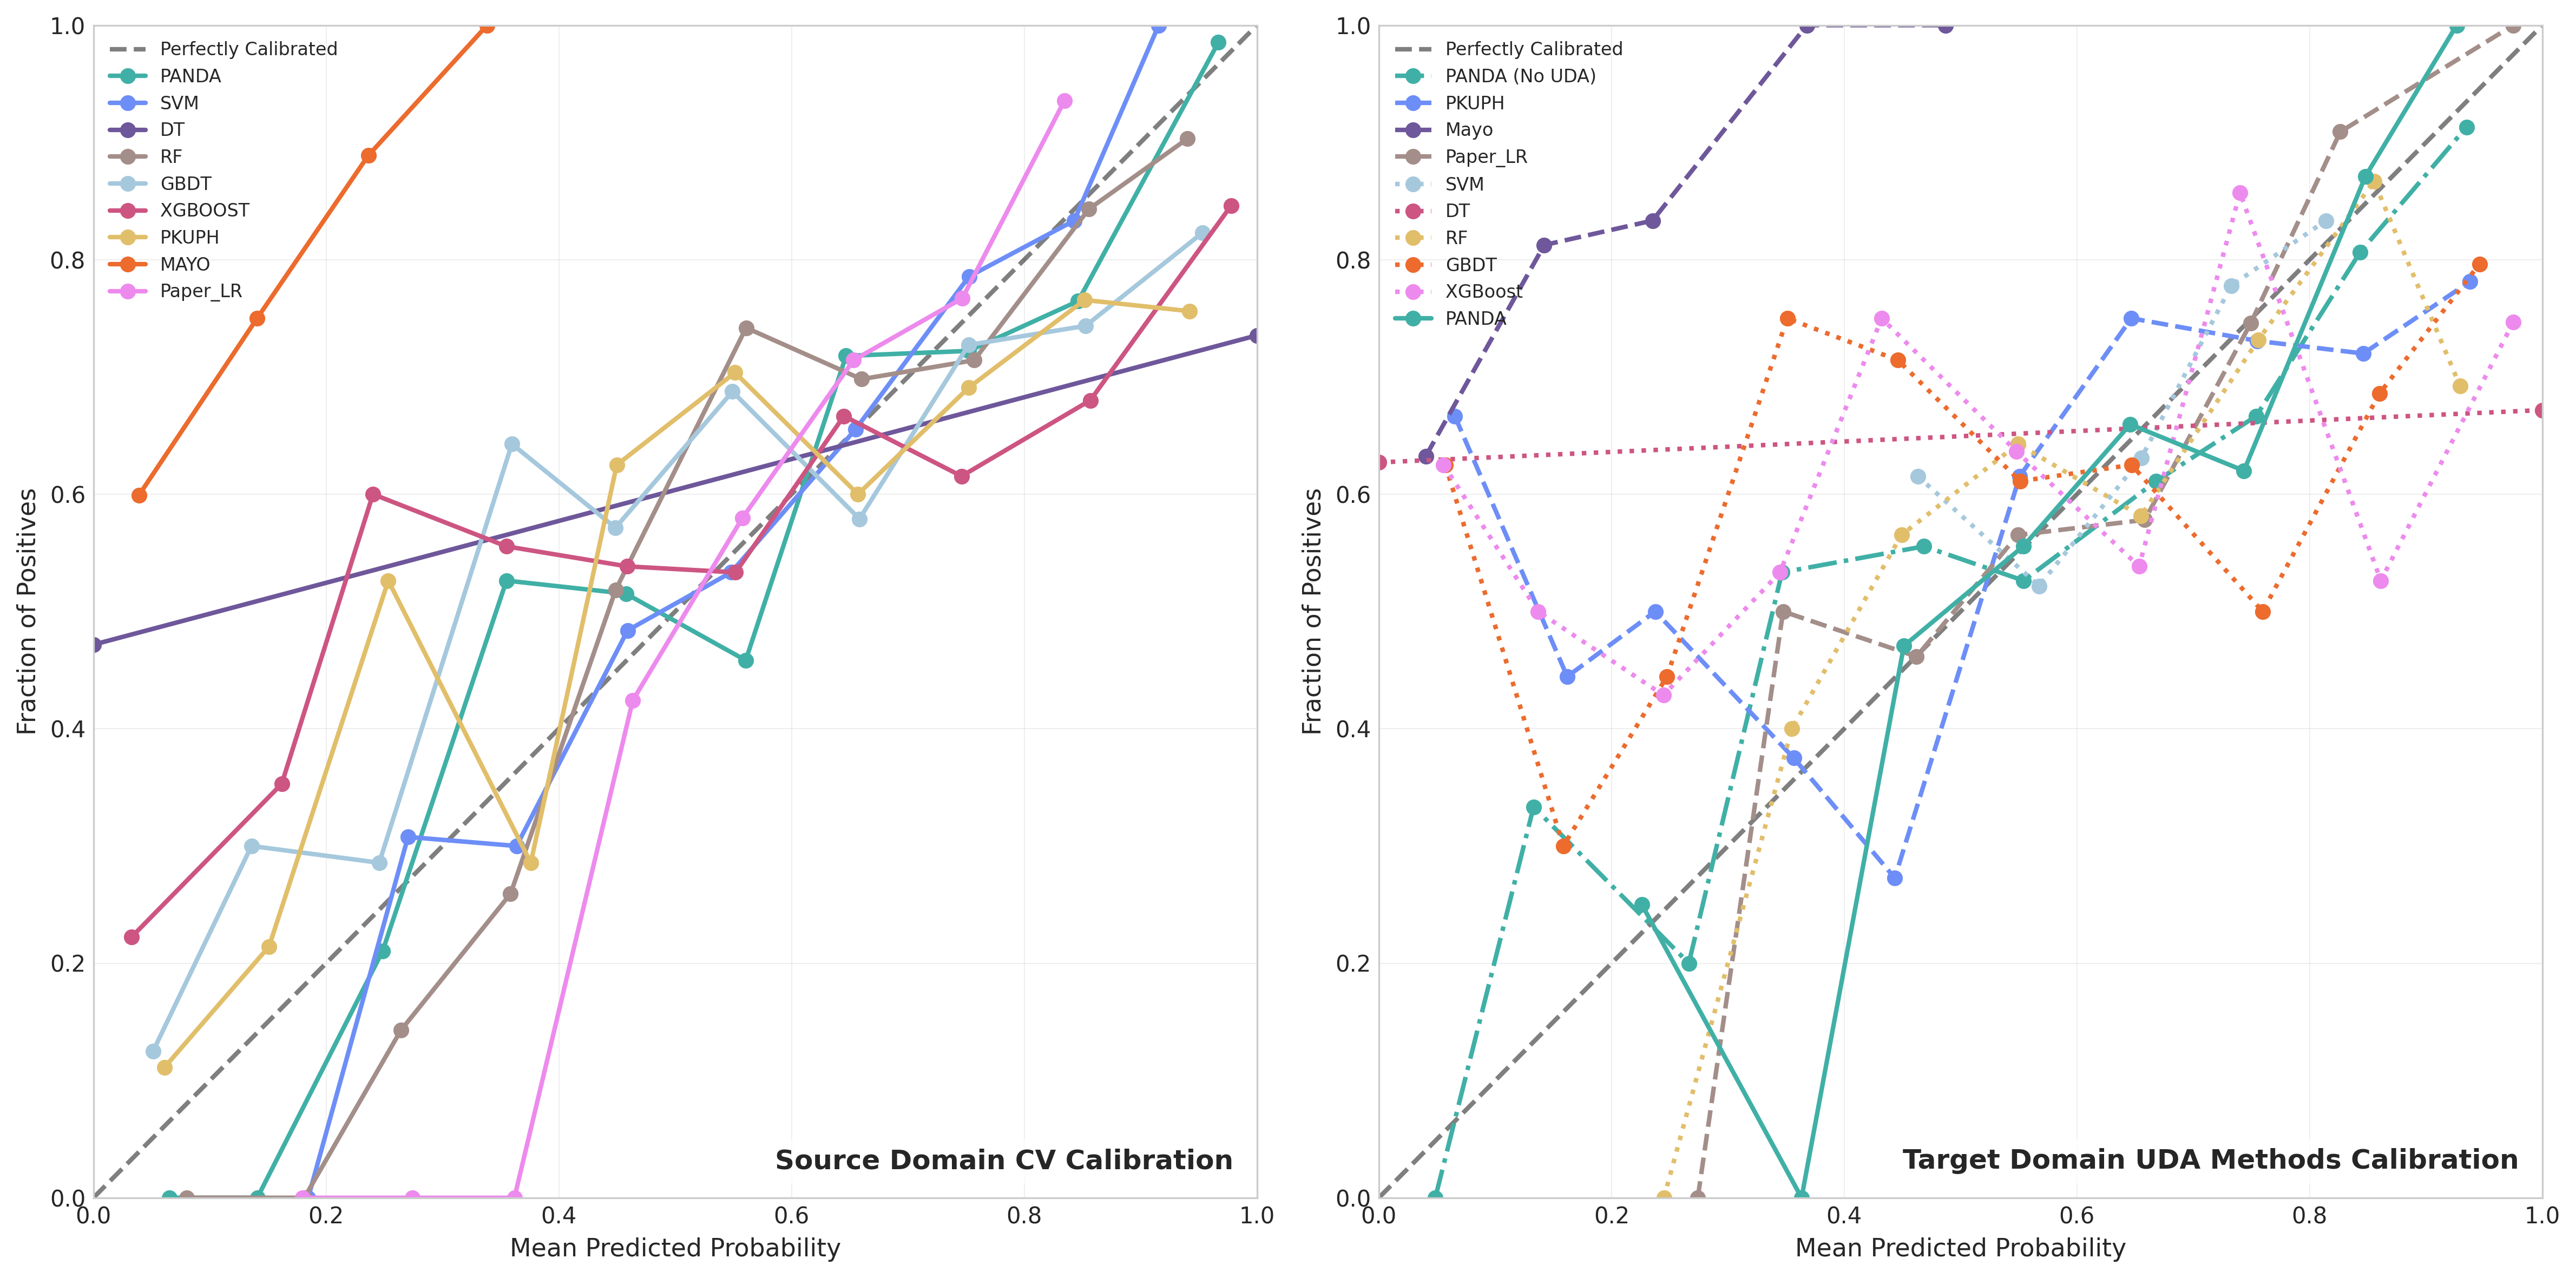 Perfectly Calibrated
PANDA
SVM
DT
RF
GBDT
XGBOOST
PKUPH
MAYO
Paper_LR
Fraction of Positives
1.0
0.8
0.6
0.4
0.2
0.0
0.0 0.2 0.4 0.6 0.8 1.0
Mean Predicted Probability
Source Domain CV Calibration
Perfectly Calibrated
PANDA (No UDA)
PKUPH
Mayo
Paper_LR
SVM
DT
RF
GBDT
XGBoost
PANDA
Fraction of Positives
1.0
0.8
0.6
0.4
0.2
0.0
0.0 0.2 0.4 0.6 0.8 1.0
Mean Predicted Probability
Target Domain UDA Methods Calibration